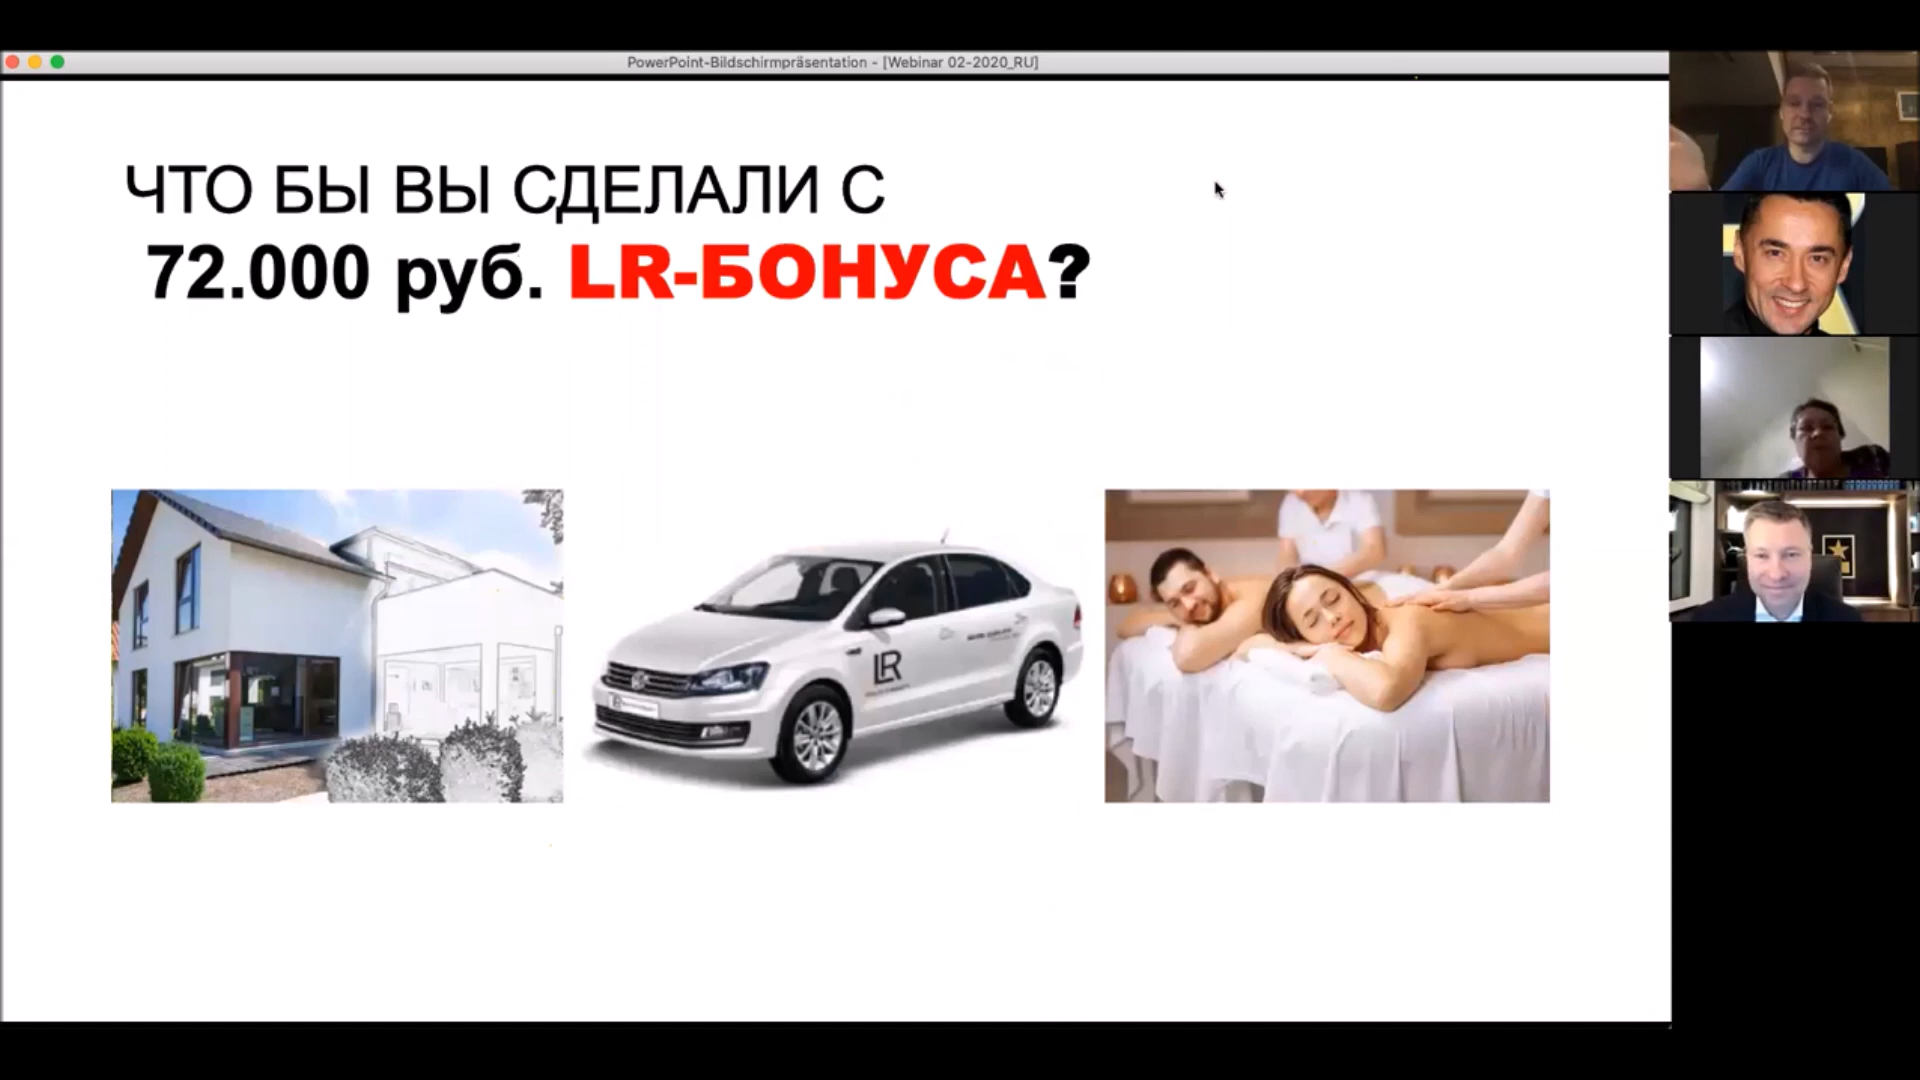 PowerPoint-Bildschirmpräsentation - [Webinar 02-2020_RU]
ЧТО БЫ ВЫ СДЕЛАЛИ С
72.000 руб. LR-БОНУСА?
LR